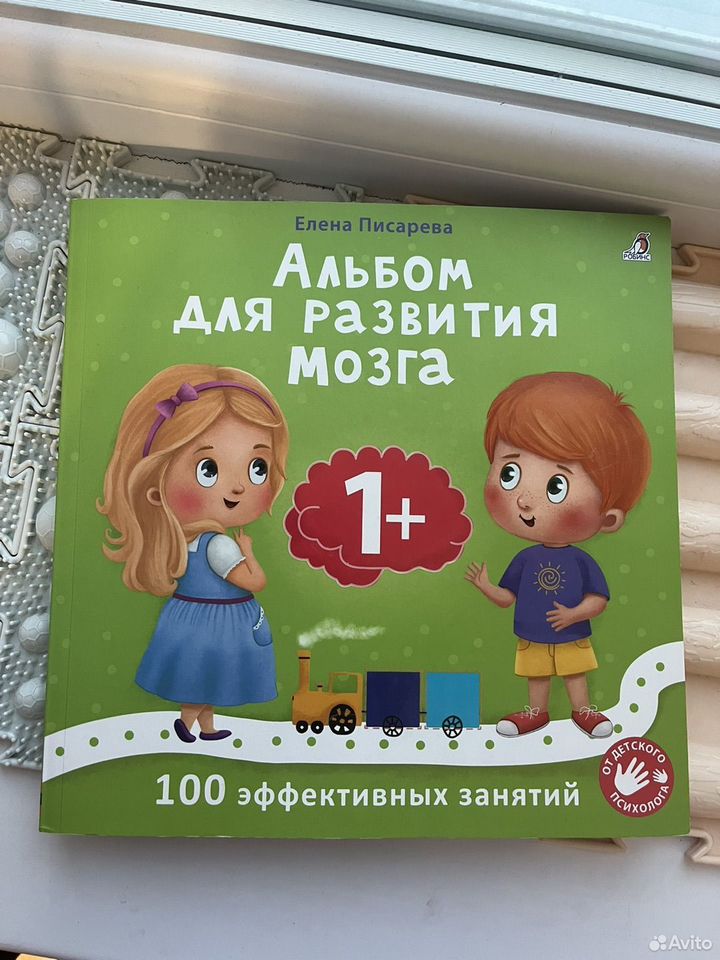 Елена Писарева
РОБИНС
Альбом
для развития
мозга
1+
100 эффективных занятий
ОТ ДЕТСКОГО
ПСИХОЛОГА
Avito